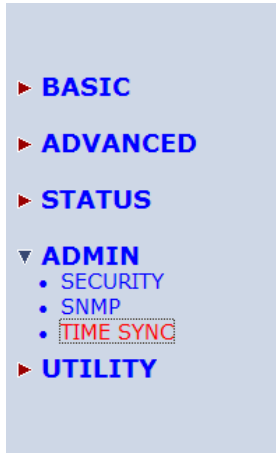 BASIC
ADVANCED
STATUS
ADMIN
SECURITY
SNMP
TIME SYNC
UTILITY